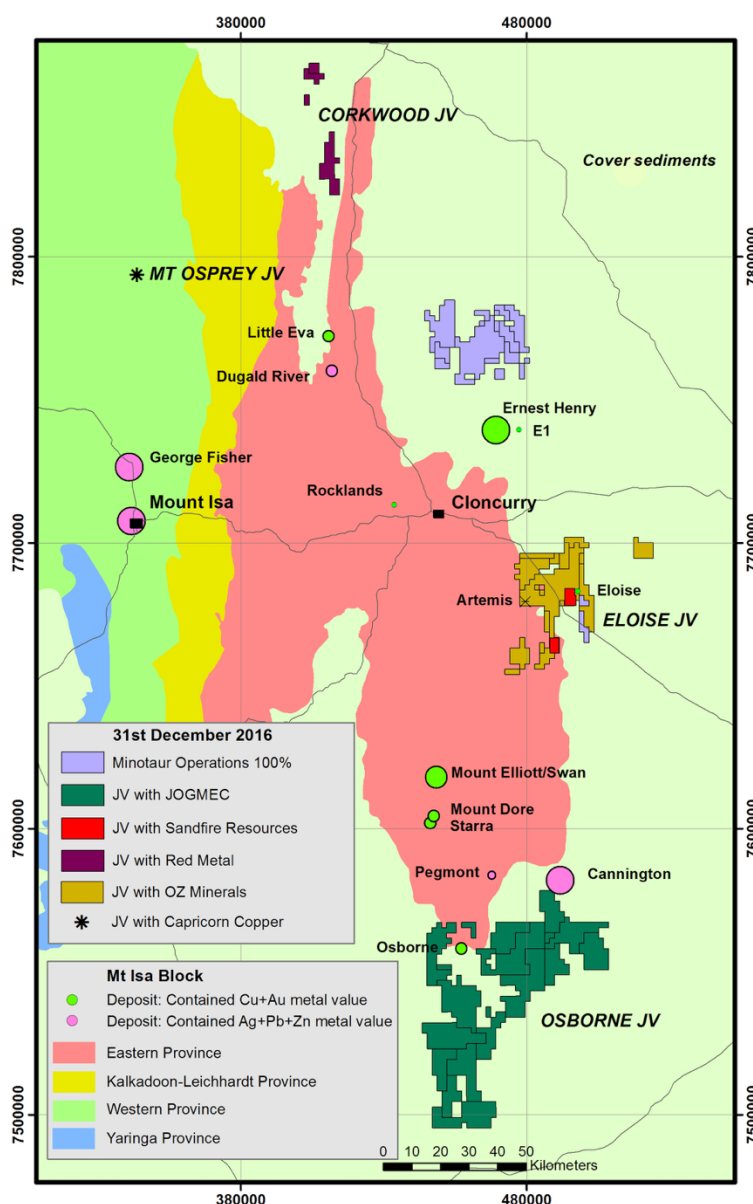 380000
480000
CORKWOOD JV
Cover sediments
7800000
7800000
MT OSPREY JV
Little Eva
Dugald River
Ernest Henry
E1
George Fisher
Mount Isa
Rocklands
Cloncurry
7700000
7700000
Artemis
Eloise
ELOISE JV
31st December 2016
Minotaur Operations 100%
JV with JOGMEC
JV with Sandfire Resources
JV with Red Metal
JV with OZ Minerals
JV with Capricorn Copper
Mount Elliott/Swan
Mount Dore
Starra
7600000
7600000
Pegmont
Cannington
Osborne
OSBORNE JV
Mt Isa Block
Deposit: Contained Cu+Au metal value
Deposit: Contained Ag+Pb+Zn metal value
Eastern Province
Kalkadoon-Leichhardt Province
Western Province
Yaringa Province
7500000
7500000
0 10 20 30 40 50
Kilometers
380000
480000